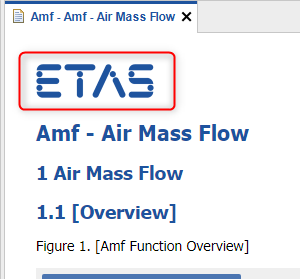 Amf - Amf - Air Mass Flow
ETAS
Amf - Air Mass Flow
1 Air Mass Flow
1.1 [Overview]
Figure 1. [Amf Function Overview]